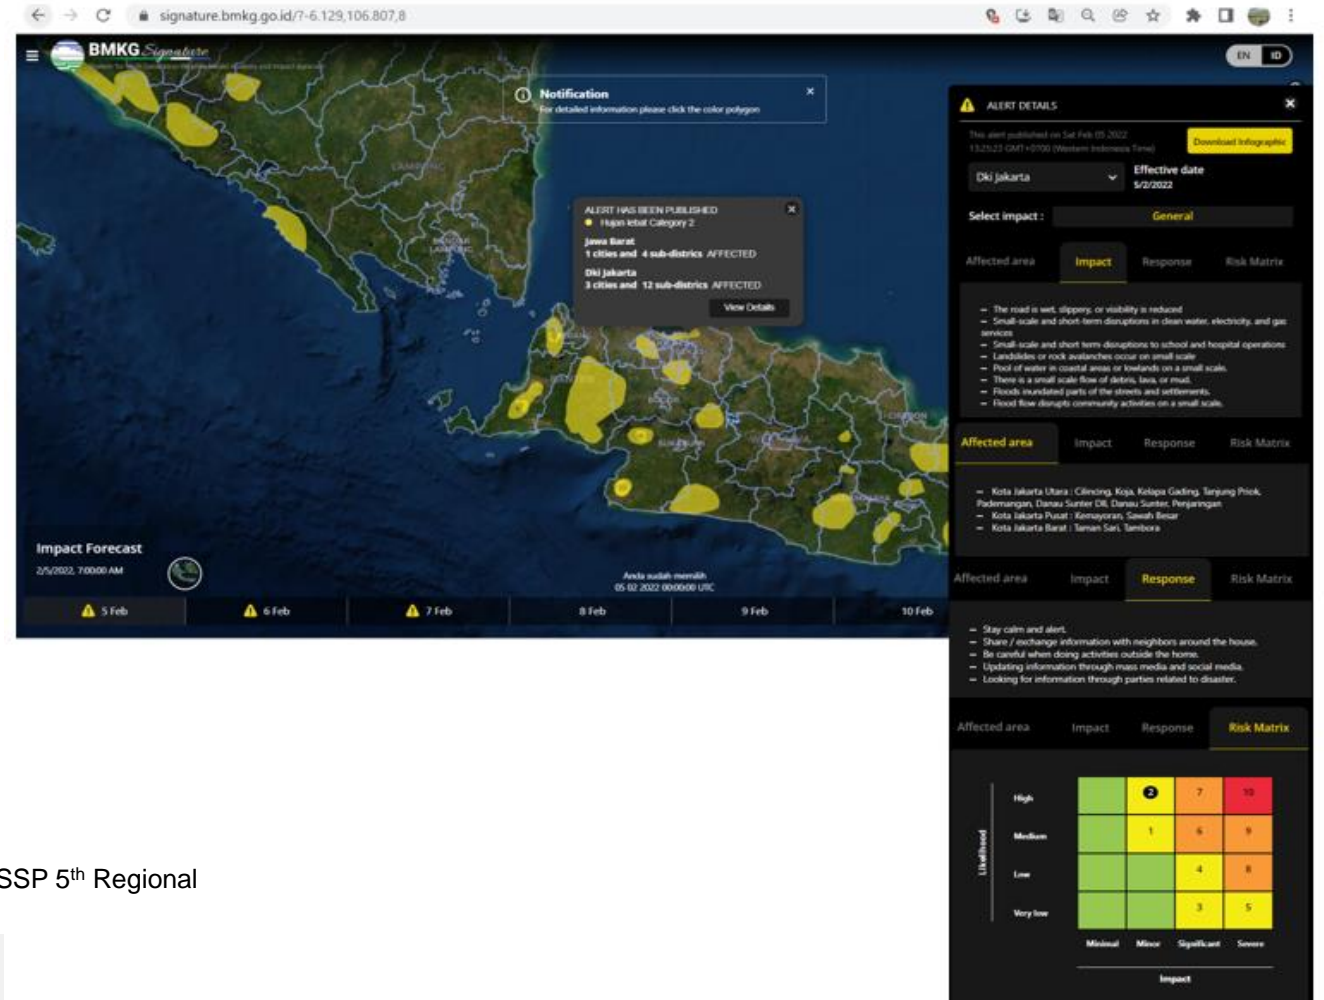 signature.bmkg.go.id/?-6.129,106.807,8
BMKG Signature
EN ID
Notification
For detailed information please click the color polygon
LAMPUNG
BANDAR
LAMPUNG
ALERT HAS BEEN PUBLISHED
Hujan lebat Category 2
Jawa Barat
1 cities and 4 sub-districs AFFECTED
Dki Jakarta
3 cities and 12 sub-districs AFFECTED
View Details
BANTEN
BOGOR
SUKABUMI
CIREBON
Impact Forecast
2/5/2022, 7:00:00 AM
Anda sudah memilih
05 02 2022 00:00:00 UTC
5 Feb
6 Feb
7 Feb
8 Feb
9 Feb
10 Feb
ALERT DETAILS
This alert published on Sat Feb 05 2022
13:25:23 GMT+0700 (Western Indonesia Time)
Download Infographic
Dki Jakarta
Effective date
5/2/2022
Select impact :
General
Affected area Impact Response Risk Matrix
– The road is wet, slippery, or visibility is reduced
– Small-scale and short-term disruptions in clean water, electricity, and gas
services
– Small-scale and short term disruptions to school and hospital operations
– Landslides or rock avalanches occur on small scale
– Pool of water in coastal areas or lowlands on a small scale.
– There is a small scale flow of debris, lava, or mud.
– Floods inundated parts of the streets and settlements.
– Flood flow disrupts community activities on a small scale.
Affected area Impact Response Risk Matrix
– Kota Jakarta Utara : Cilincing, Koja, Kelapa Gading, Tanjung Priok,
Pademangan, Danau Sunter Dll, Danau Sunter, Penjaringan
– Kota Jakarta Pusat : Kemayoran, Sawah Besar
– Kota Jakarta Barat : Taman Sari, Tambora
Affected area Impact Response Risk Matrix
– Stay calm and alert.
– Share / exchange information with neighbors around the house.
– Be careful when doing activities outside the home.
– Updating information through mass media and social media.
– Looking for information through parties related to disaster.
Affected area Impact Response Risk Matrix
Likelihood
High 2 7 10
Medium 1 6 9
Low 4 8
Very low 3 5
Minimal Minor Significant Severe
Impact
SSP 5th Regional